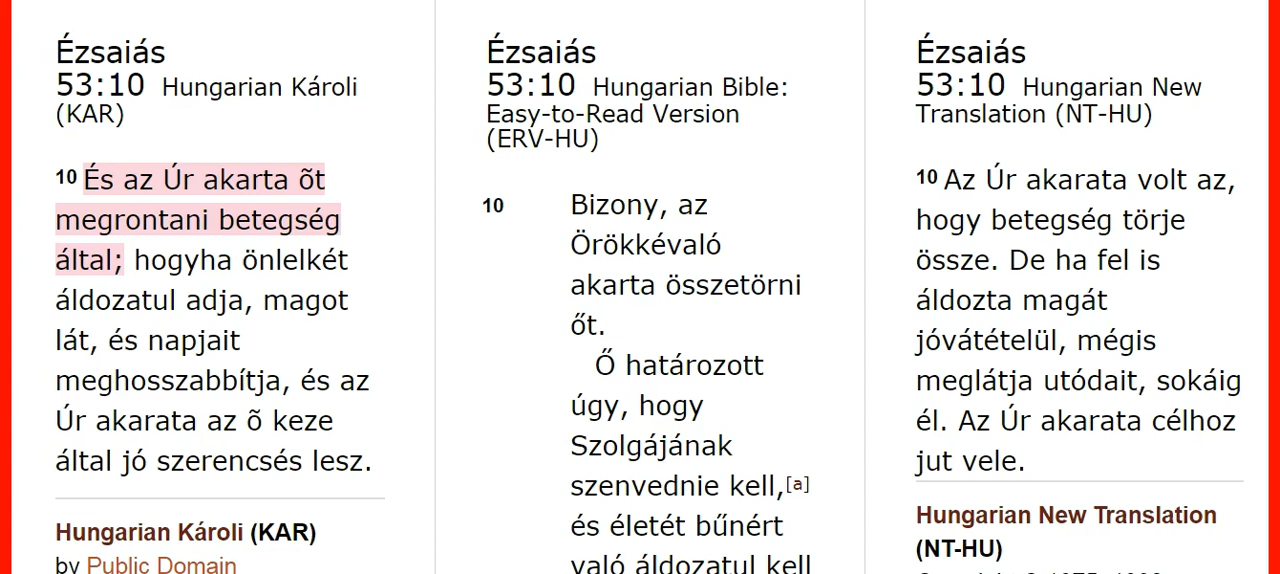 Ézsaiás
53:10 Hungarian Károli
(KAR)
10 És az Úr akarta õt
megrontani betegség
által; hogyha önlelkét
áldozatul adja, magot
lát, és napjait
meghosszabbítja, és az
Úr akarata az õ keze
által jó szerencsés lesz.
Hungarian Károli (KAR)
by Public Domain
Ézsaiás
53:10 Hungarian Bible:
Easy-to-Read Version
(ERV-HU)
10 Bizony, az
Örökkévaló
akarta összetörni
őt.
Ő határozott
úgy, hogy
Szolgájának
szenvednie kell,[a]
és életét bűnért
való áldozatul kell
Ézsaiás
53:10 Hungarian New
Translation (NT-HU)
10 Az Úr akarata volt az,
hogy betegség törje
össze. De ha fel is
áldozta magát
jóvátételül, mégis
meglátja utódait, sokáig
él. Az Úr akarata célhoz
jut vele.
Hungarian New Translation
(NT-HU)